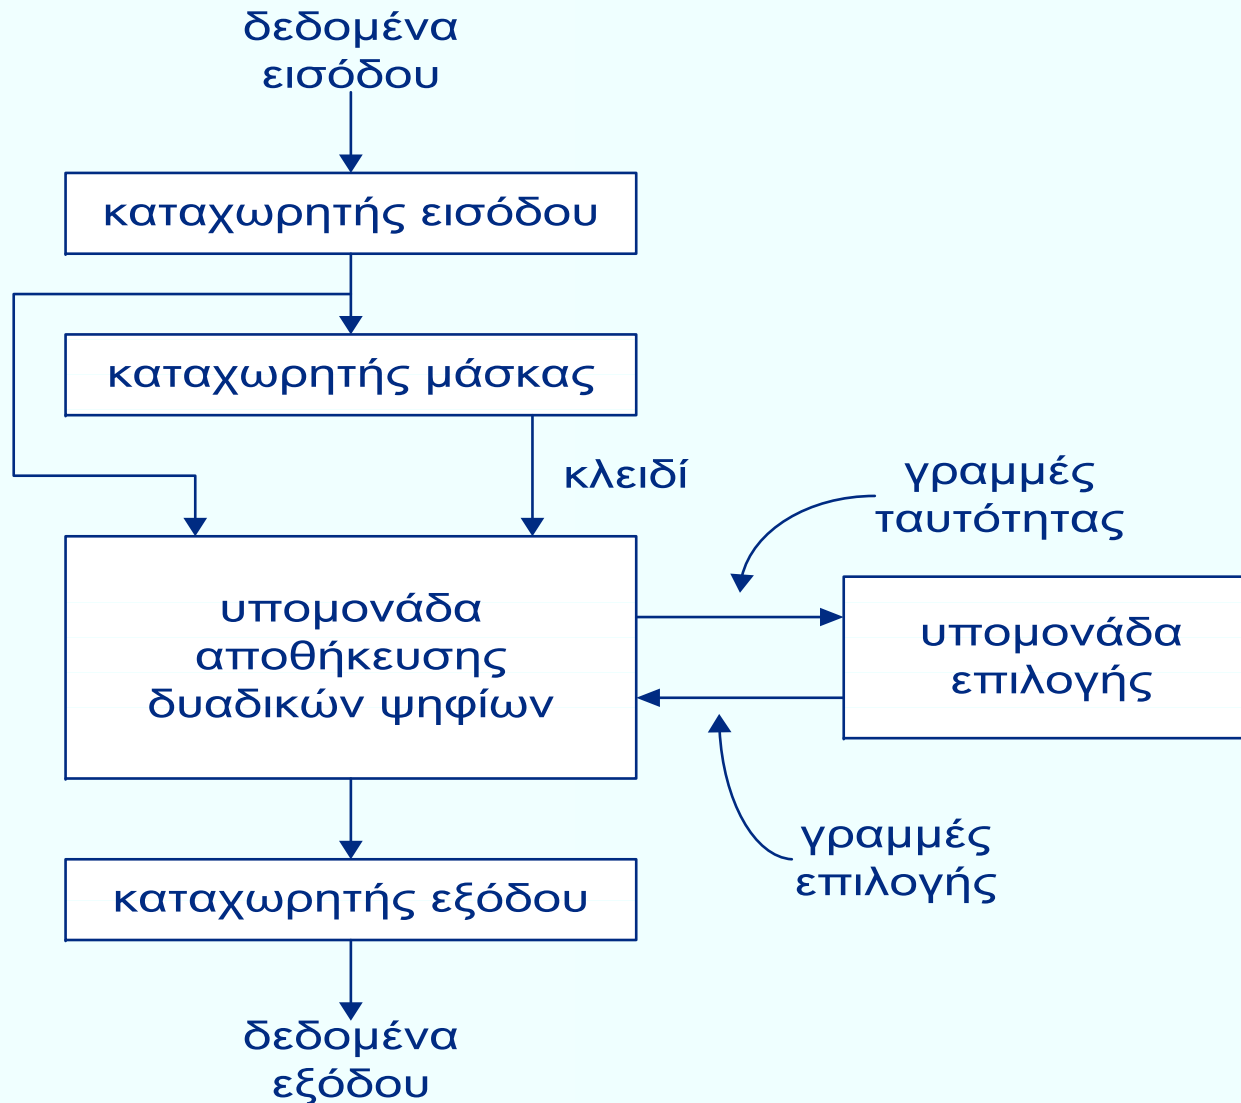 δεδομένα
εισόδου
καταχωρητής εισόδου
καταχωρητής μάσκας
κλειδί
γραμμές
ταυτότητας
υπομονάδα
αποθήκευσης
δυαδικών ψηφίων
υπομονάδα
επιλογής
γραμμές
επιλογής
καταχωρητής εξόδου
δεδομένα
εξόδου